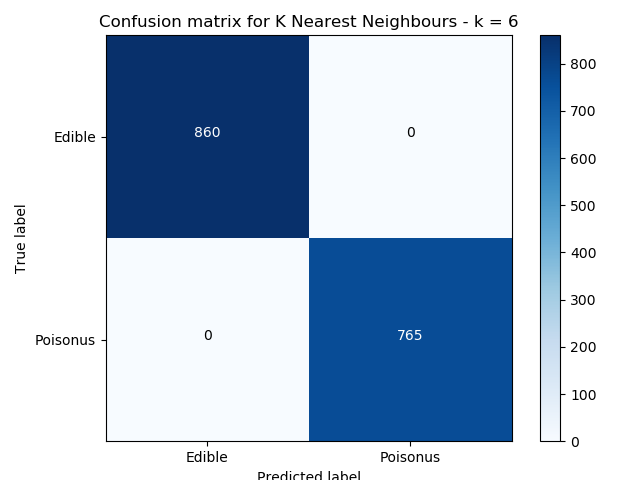 Confusion matrix for K Nearest Neighbours - k = 6
Edible
860
0
Poisonus
0
765
True label
Edible
Poisonus
Predicted label
800
700
600
500
400
300
200
100
0